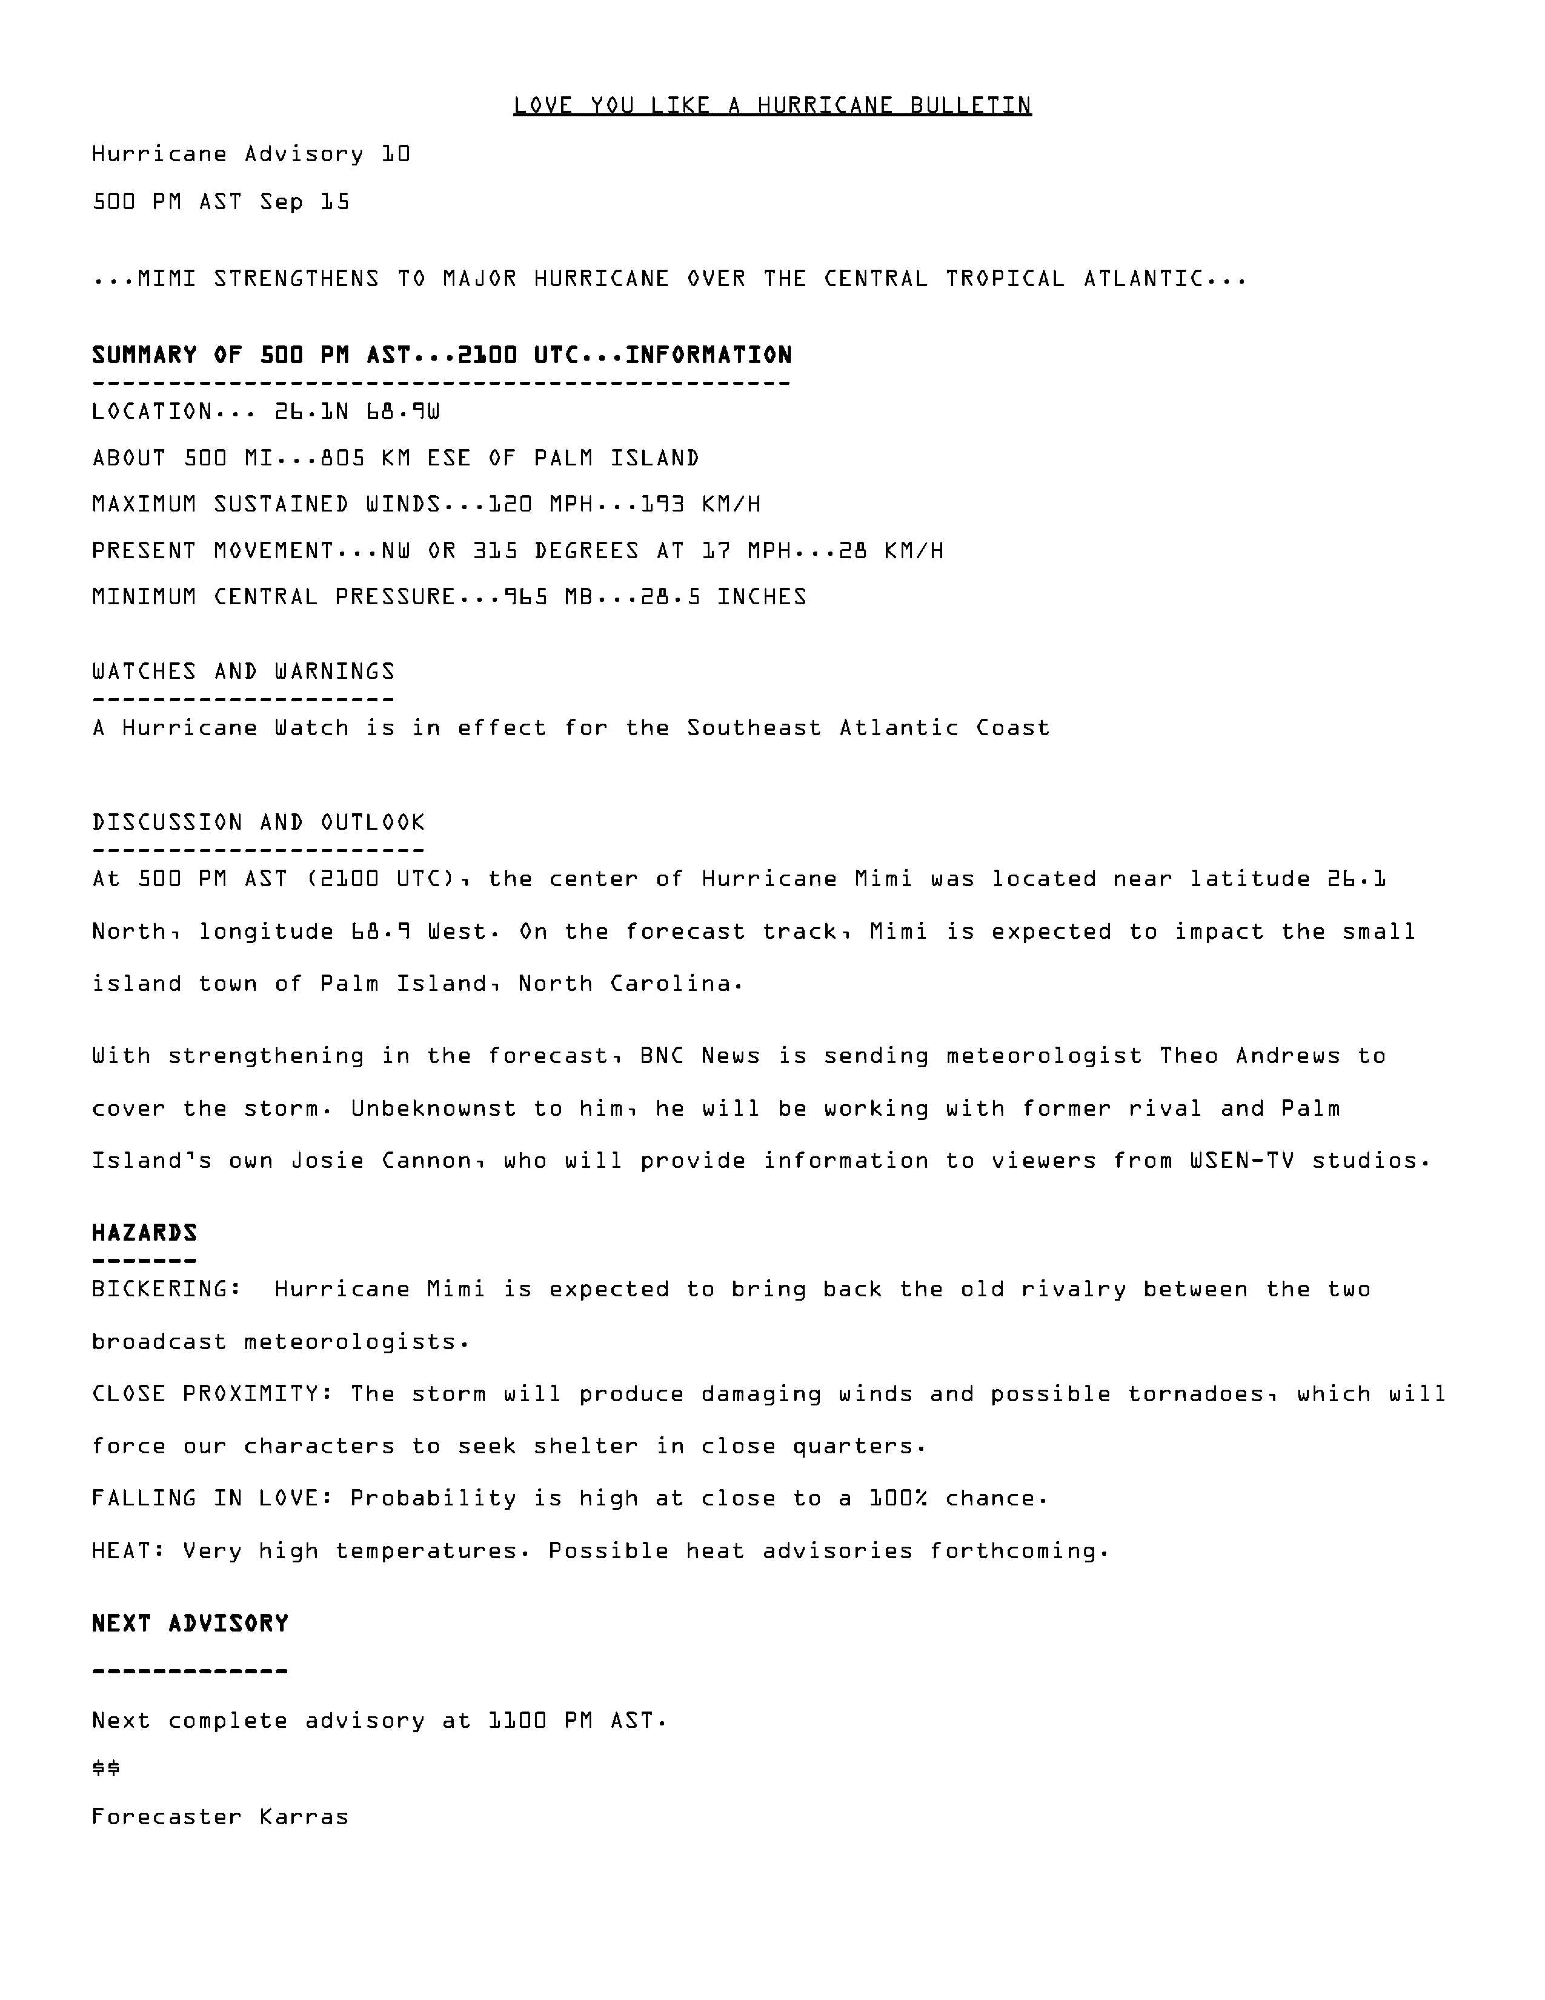 LOVE YOU LIKE A HURRICANE BULLETIN
Hurricane Advisory 10
500 PM AST Sep 15
...MIMI STRENGTHENS TO MAJOR HURRICANE OVER THE CENTRAL TROPICAL ATLANTIC...
SUMMARY OF 500 PM AST...2100 UTC...INFORMATION
----------------------------------------------
LOCATION... 26.1N 68.9W
ABOUT 500 MI...805 KM ESE OF PALM ISLAND
MAXIMUM SUSTAINED WINDS...120 MPH...193 KM/H
PRESENT MOVEMENT...NW OR 315 DEGREES AT 17 MPH...28 KM/H
MINIMUM CENTRAL PRESSURE...965 MB...28.5 INCHES
WATCHES AND WARNINGS
--------------------
A Hurricane Watch is in effect for the Southeast Atlantic Coast
DISCUSSION AND OUTLOOK
----------------------
At 500 PM AST (2100 UTC), the center of Hurricane Mimi was located near latitude 26.1
North, longitude 68.9 West. On the forecast track, Mimi is expected to impact the small
island town of Palm Island, North Carolina.
With strengthening in the forecast, BNC News is sending meteorologist Theo Andrews to
cover the storm. Unbeknownst to him, he will be working with former rival and Palm
Island's own Josie Cannon, who will provide information to viewers from WSEN-TV studios.
HAZARDS
-------
BICKERING:  Hurricane Mimi is expected to bring back the old rivalry between the two
broadcast meteorologists.
CLOSE PROXIMITY: The storm will produce damaging winds and possible tornadoes, which will
force our characters to seek shelter in close quarters.
FALLING IN LOVE: Probability is high at close to a 100% chance.
HEAT: Very high temperatures. Possible heat advisories forthcoming.
NEXT ADVISORY
-------------
Next complete advisory at 1100 PM AST.
$$
Forecaster Karras